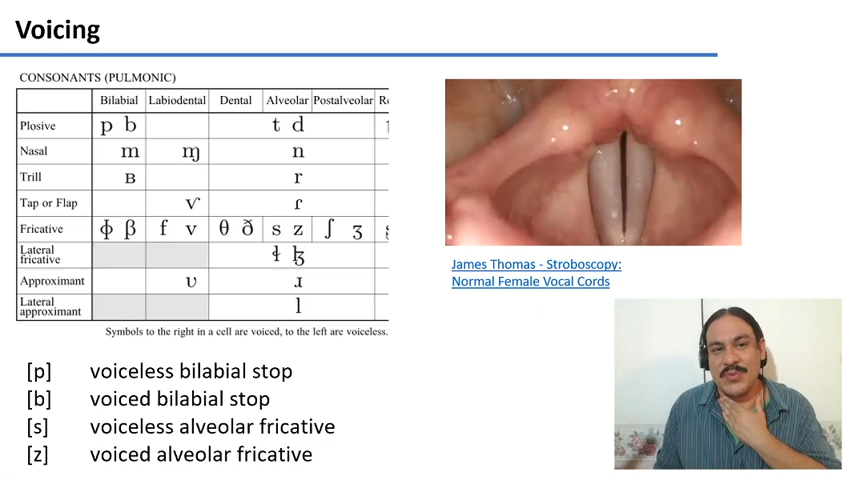 Voicing
CONSONANTS (PULMONIC)
Bilabial Labiodental Dental Alveolar Postalveolar
Plosive p b t d
Nasal m ɱ n
Trill ʙ r
Tap or Flap ⱱ ɾ
Fricative ɸ β f v θ ð s z ʃ ʒ
Lateral
fricative ɬ ɮ
Approximant ʋ ɹ
Lateral
approximant l
Symbols to the right in a cell are voiced, to the left are voiceless.
[p] voiceless bilabial stop
[b] voiced bilabial stop
[s] voiceless alveolar fricative
[z] voiced alveolar fricative
James Thomas - Stroboscopy:
Normal Female Vocal Cords